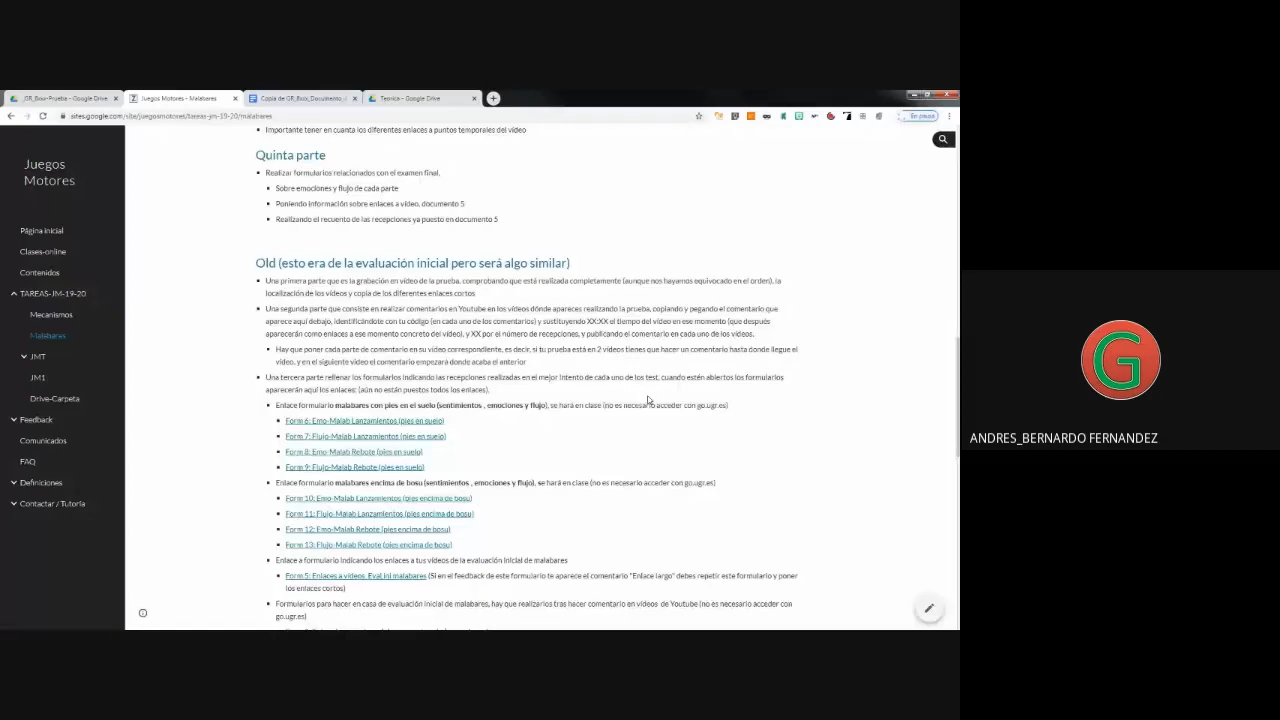 _GR_8xxx-Prueba - Google Drive
Juegos Motores - Malabares
Copia de GR_8xxx_Documento_
Teorica - Google Drive
sites.google.com/site/juegosmotores/tareas-jm-19-20/malabares
En pausa
Juegos
Motores
Página inicial
Clases-online
Contenidos
TAREAS-JM-19-20
Mecanismos
Malabares
JMT
JM1
Drive-Carpeta
Feedback
Comunicados
FAQ
Definiciones
Contactar / Tutoría
Importante tener en cuanta los diferentes enlaces a puntos temporales del vídeo
Quinta parte
Realizar formularios relacionados con el examen final.
Sobre emociones y flujo de cada parte
Poniendo información sobre enlaces a vídeo, documento 5
Realizando el recuento de las recepciones ya puesto en documento 5
Old (esto era de la evaluación inicial pero será algo similar)
Una primera parte que es la grabación en vídeo de la prueba, comprobando que está realizada completamente (aunque nos hayamos equivocado en el orden), la
localización de los vídeos y copia de los diferentes enlaces cortos
Una segunda parte que consiste en realizar comentarios en Youtube en los vídeos dónde apareces realizando la prueba, copiando y pegando el comentario que
aparece aquí debajo, identificándote con tu código (en cada uno de los comentarios) y sustituyendo XX:XX el tiempo del vídeo en ese momento (que después
aparecerán como enlaces a ese momento concreto del vídeo), y XX por el número de recepciones, y publicando el comentario en cada uno de los vídeos.
Hay que poner cada parte de comentario en su vídeo correspondiente, es decir, si tu prueba está en 2 vídeos tienes que hacer un comentario hasta donde llegue el
vídeo, y en el siguiente vídeo el comentario empezará donde acaba el anterior
Una tercera parte rellenar los formularios indicando las recepciones realizadas en el mejor intento de cada uno de los test, cuando estén abiertos los formularios
aparecerán aquí los enlaces: (aún no están puestos todos los enlaces).
Enlace formulario malabares con pies en el suelo (sentimientos , emociones y flujo), se hará en clase (no es necesario acceder con go.ugr.es)
Form 6: Emo-Malab Lanzamientos (pies en suelo)
Form 7: Flujo-Malab Lanzamientos (pies en suelo)
Form 8: Emo-Malab Rebote (pies en suelo)
Form 9: Flujo-Malab Rebote (pies en suelo)
Enlace formulario malabares encima de bosu (sentimientos , emociones y flujo), se hará en clase (no es necesario acceder con go.ugr.es)
Form 10: Emo-Malab Lanzamientos (pies encima de bosu)
Form 11: Flujo-Malab Lanzamientos (pies encima de bosu)
Form 12: Emo-Malab Rebote (pies encima de bosu)
Form 13: Flujo-Malab Rebote (pies encima de bosu)
Enlace a formulario indicando los enlaces a tus vídeos de la evaluación inicial de malabares
Form 5: Enlaces a vídeos. Eval.ini malabares (Si en el feedback de este formulario te aparece el comentario "Enlace largo" debes repetir este formulario y poner
los enlaces cortos)
Formularios para hacer en casa de evaluación inicial de malabares, hay que realizarlos tras hacer comentario en vídeos de Youtube (no es necesario acceder con
go.ugr.es)
G
ANDRES_BERNARDO FERNANDEZ